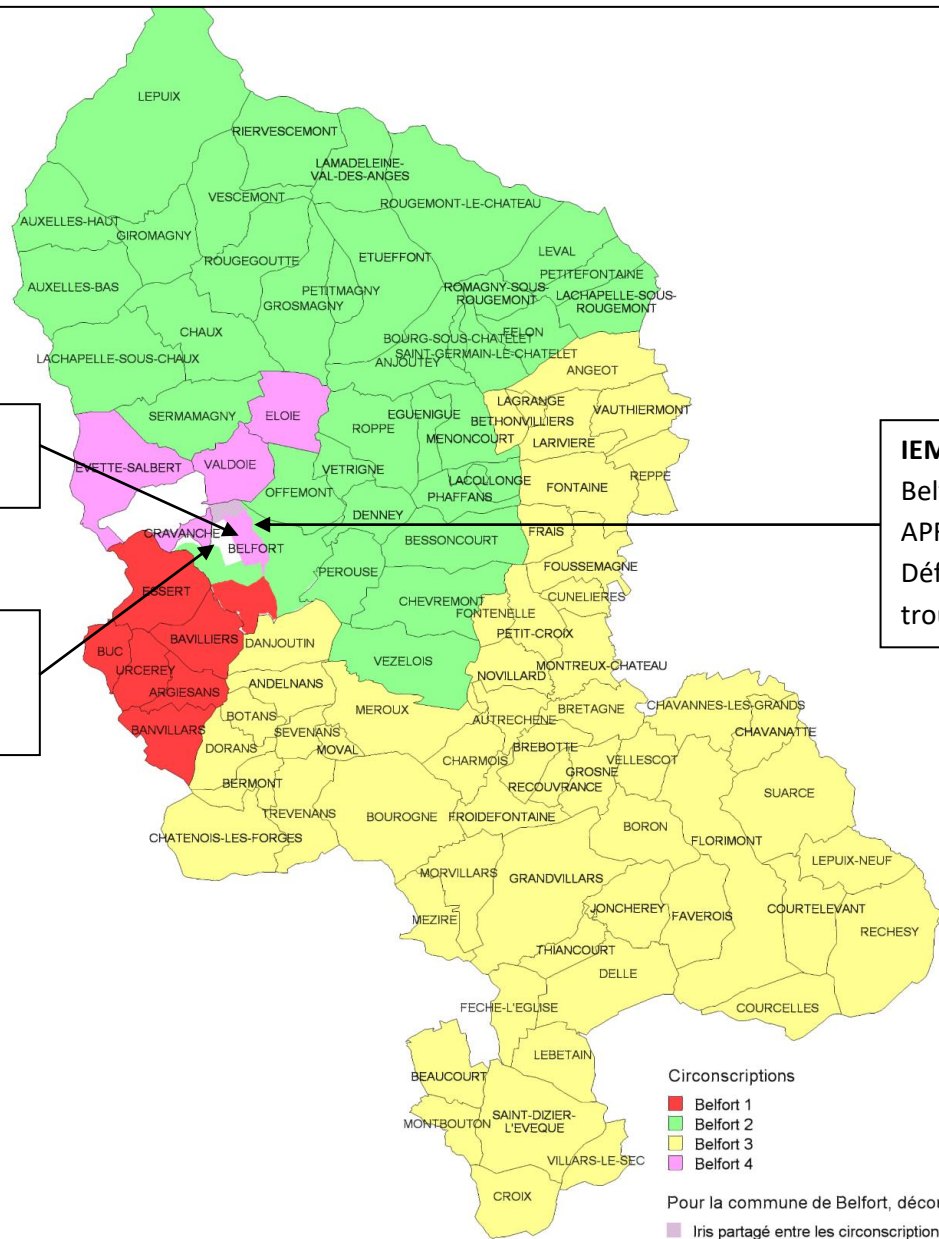 LEPUIX
RIERVESCEMONT
LAMADELEINE-
VAL-DES-ANGES
VESCEMONT
ROUGEMONT-LE-CHATEAU
AUXELLES-HAUT
GIROMAGNY
LEVAL
ETUEFFONT
ROUGEGOUTTE
PETITEFONTAINE
AUXELLES-BAS
PETITMAGNY
ROMAGNY-SOUS-
ROUGEMONT
LACHAPELLE-SOUS-
ROUGEMONT
GROSMAGNY
CHAUX
FELON
BOURG-SOUS-CHATELET
LACHAPELLE-SOUS-CHAUX
SAINT-GERMAIN-LE-CHATELET
ANJOUTEY
ANGEOT
LAGRANGE
SERMAMAGNY
ELOIE
EGUENIGUE
VAUTHIERMONT
BETHONVILLIERS
ROPPE
MENONCOURT
LARIVIERE
EVETTE-SALBERT
VALDOIE
VETRIGNE
REPPE
LACOLLONGE
FONTAINE
OFFEMONT
PHAFFANS
DENNEY
CRAVANCHE
BESSONCOURT
FRAIS
BELFORT
PEROUSE
FOUSSEMAGNE
ESSERT
CUNELIERES
CHEVREMONT
FONTENELLE
BAVILLIERS
DANJOUTIN
PETIT-CROIX
BUC
URCEREY
VEZELOIS
MONTREUX-CHATEAU
NOVILLARD
ANDELNANS
ARGIESANS
MEROUX
BRETAGNE
CHAVANNES-LES-GRANDS
BOTANS
AUTRECHENE
BANVILLARS
SEVENANS
CHAVANATTE
DORANS
MOVAL
BREBOTTE
CHARMOIS
VELLESCOT
GROSNE
BERMONT
RECOUVRANCE
SUARCE
TREVENANS
BOUROGNE
FROIDEFONTAINE
BORON
CHATENOIS-LES-FORGES
FLORIMONT
LEPUIX-NEUF
MORVILLARS
GRANDVILLARS
JONCHEREY
COURTELEVANT
MEZIRE
FAVEROIS
RECHESY
THIANCOURT
DELLE
FECHE-L'EGLISE
COURCELLES
LEBETAIN
BEAUCOURT
MONTBOUTON
SAINT-DIZIER-
L'EVEQUE
VILLARS-LE-SEC
CROIX
IEM
Bel
APF
Déf
trou
Circonscriptions
Belfort 1
Belfort 2
Belfort 3
Belfort 4
Pour la commune de Belfort, décou
Iris partagé entre les circonscription